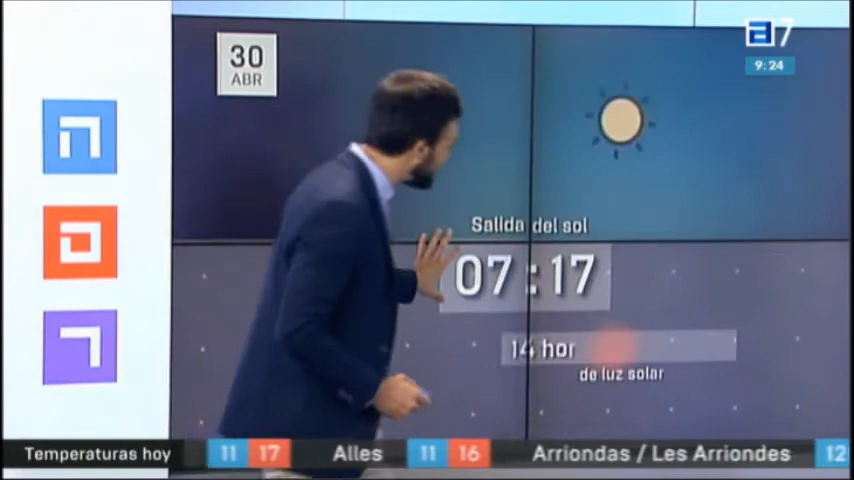 30
ABR
a7
9:24
Salida del sol
07:17
14 hor
de luz solar
Temperaturas hoy 11 17 Alles 11 16 Arriondas / Les Arriondes 12